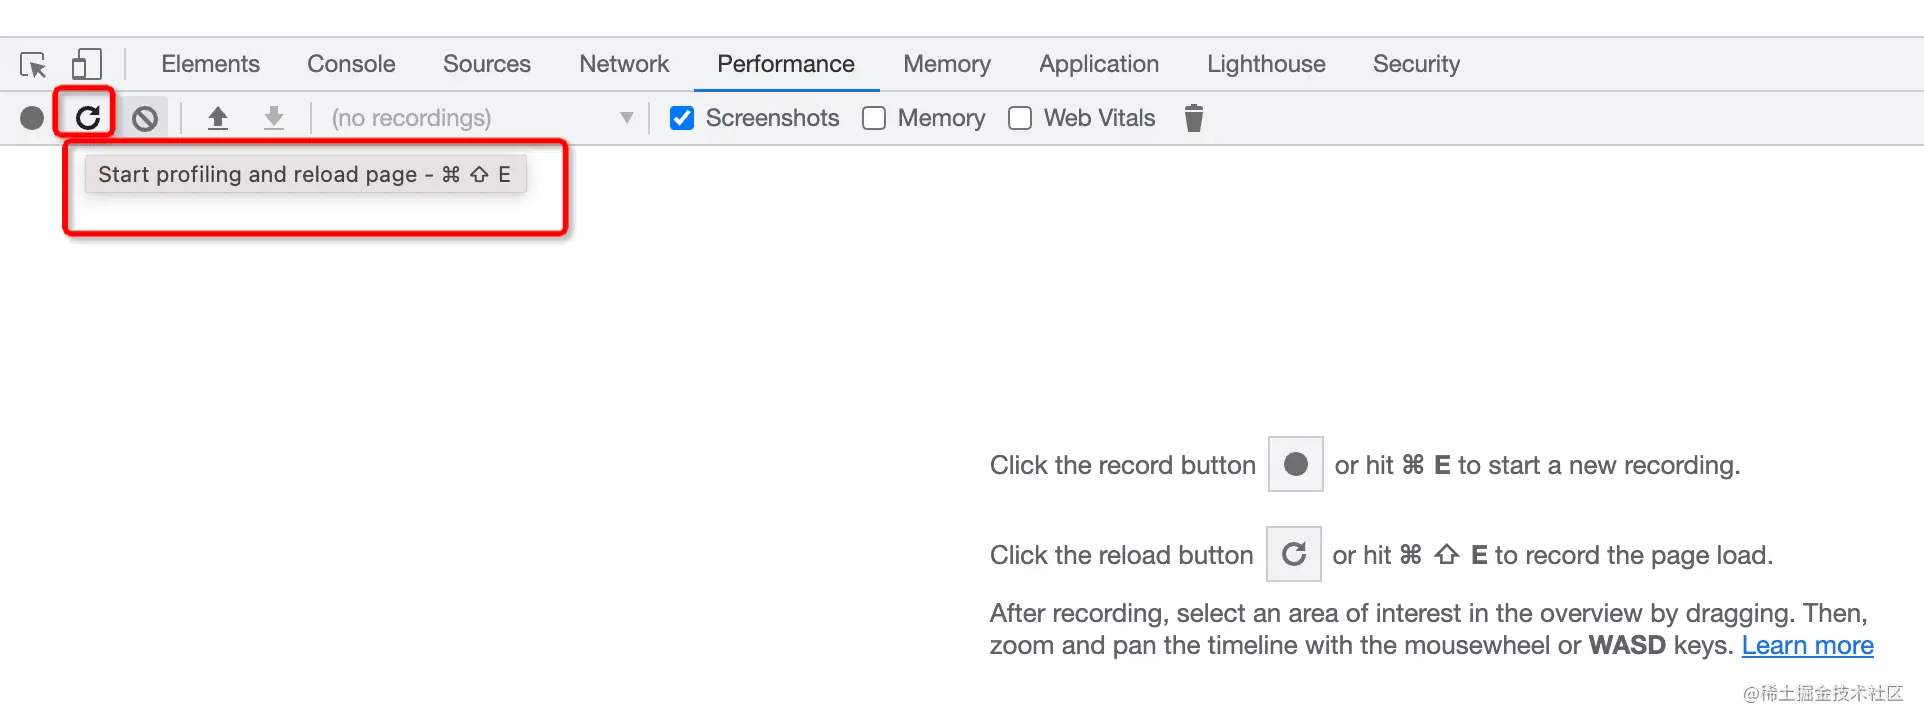 Elements Console Sources Network Performance Memory Application Lighthouse Security
(no recordings) Screenshots Memory Web Vitals
Start profiling and reload page - ⌘ ⇧ E
Click the record button or hit ⌘ E to start a new recording.
Click the reload button or hit ⌘ ⇧ E to record the page load.
After recording, select an area of interest in the overview by dragging. Then,
zoom and pan the timeline with the mousewheel or WASD keys. Learn more
@稀土掘金技术社区